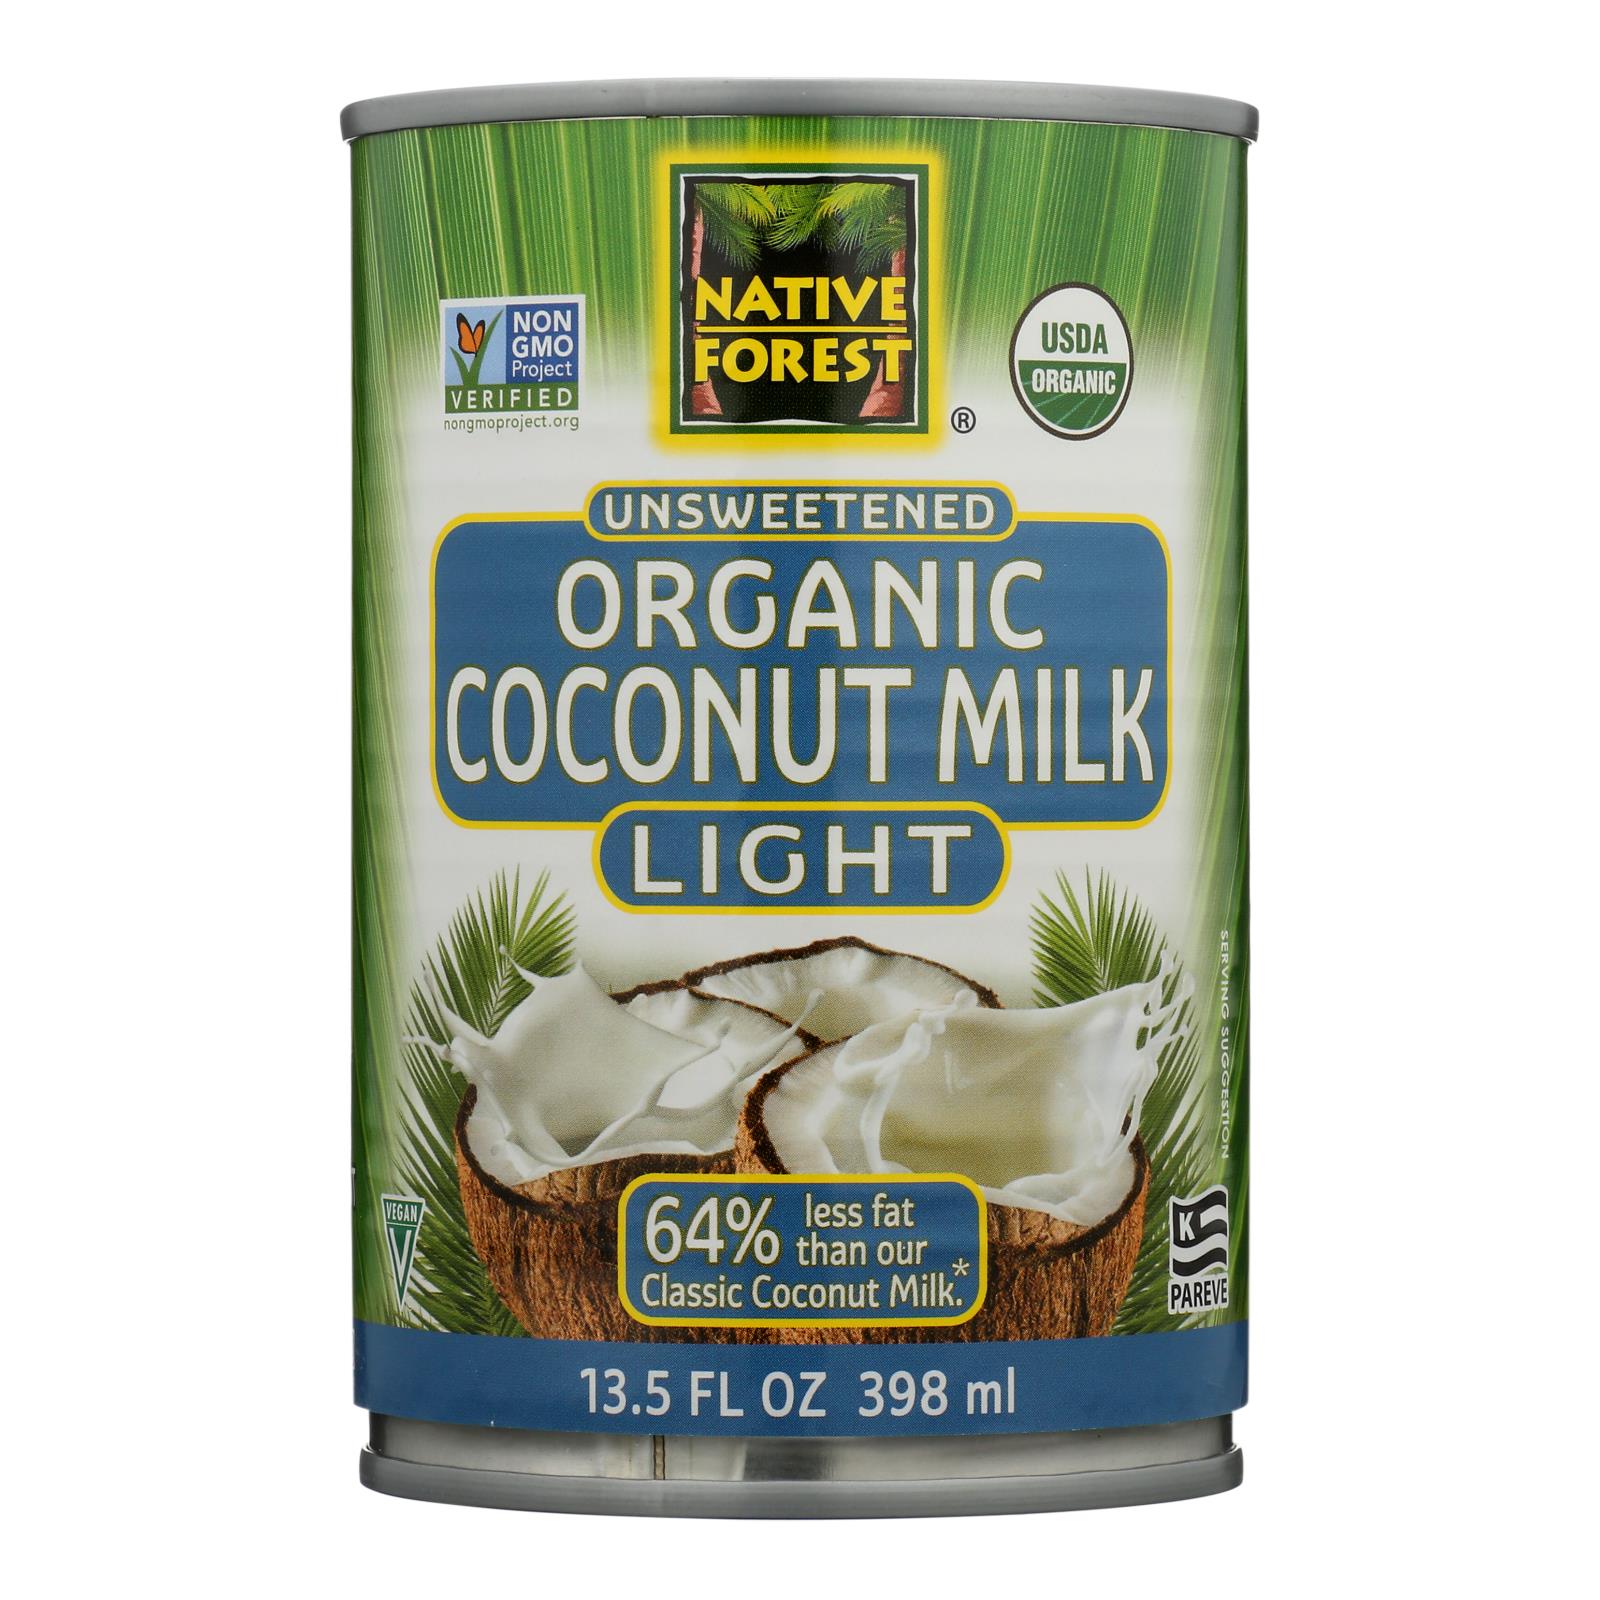 NATIVE
FOREST
®
NON
GMO
Project
VERIFIED
nongmoproject.org
USDA
ORGANIC
UNSWEETENED
ORGANIC
COCONUT MILK
LIGHT
SERVING SUGGESTION
VEGAN
V
64% less fat
than our
Classic Coconut Milk.*
K
PAREVE
13.5 FL OZ 398 ml